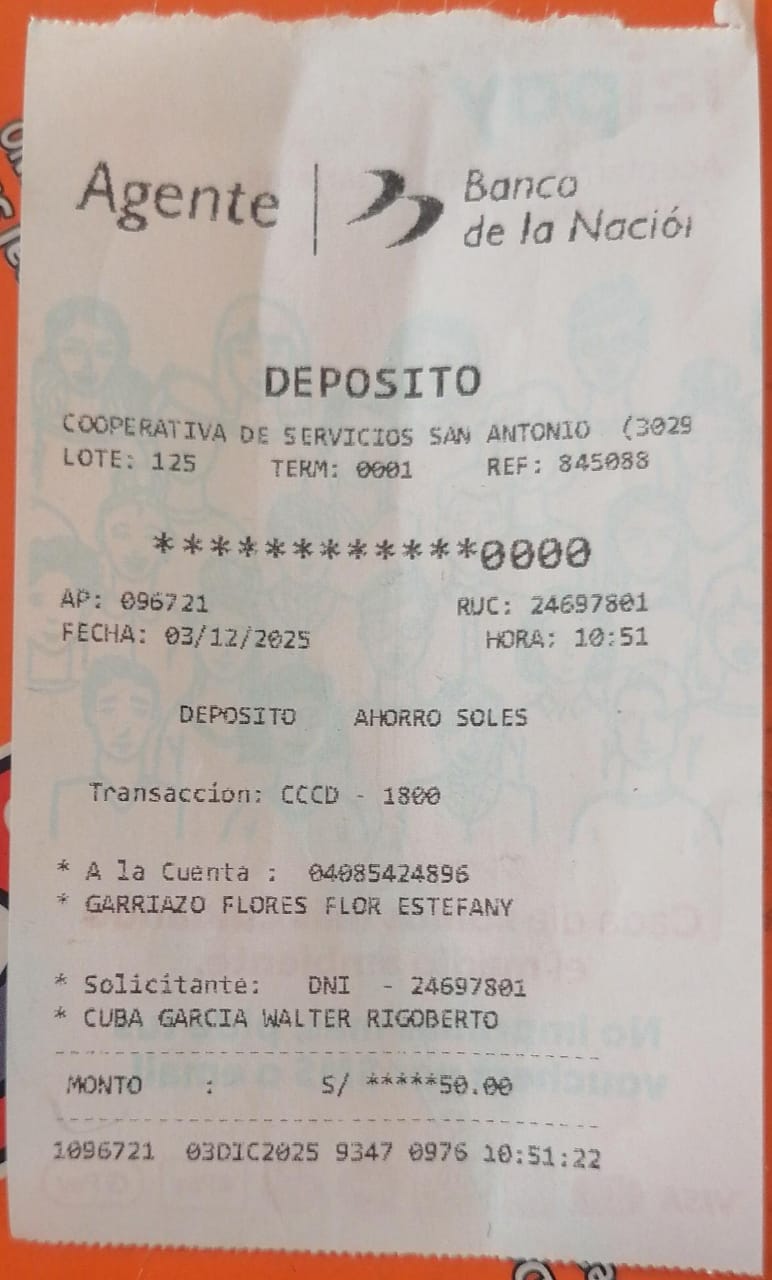 Agente
Banco
de la Nación
DEPOSITO
COOPERATIVA DE SERVICIOS SAN ANTONIO (3029
LOTE: 125 TERM: 0001 REF: 845088
************0000
AP: 096721 RUC: 24697801
FECHA: 03/12/2025 HORA: 10:51
DEPOSITO AHORRO SOLES
Transaccion: CCCD - 1800
* A la Cuenta : 04085424896
* GARRIAZO FLORES FLOR ESTEFANY
* Solicitante: DNI - 24697801
* CUBA GARCIA WALTER RIGOBERTO
MONTO : S/ *****50.00
1096721 03DIC2025 9347 0976 10:51:22